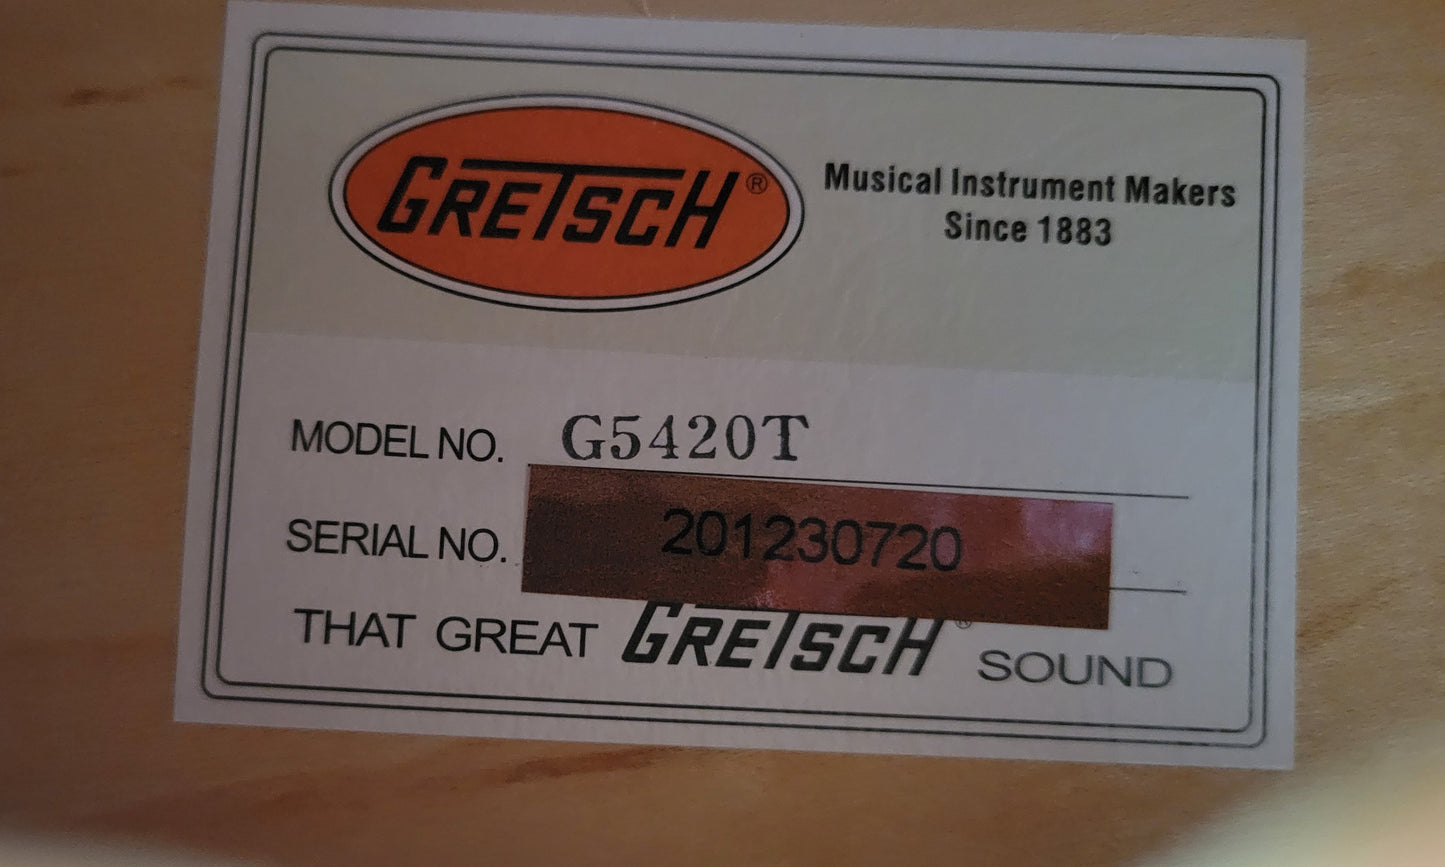 GRETSCH®
Musical Instrument Makers
Since 1883
MODEL NO. G5420T
SERIAL NO. 201230720
THAT GREAT GRETSCH® SOUND